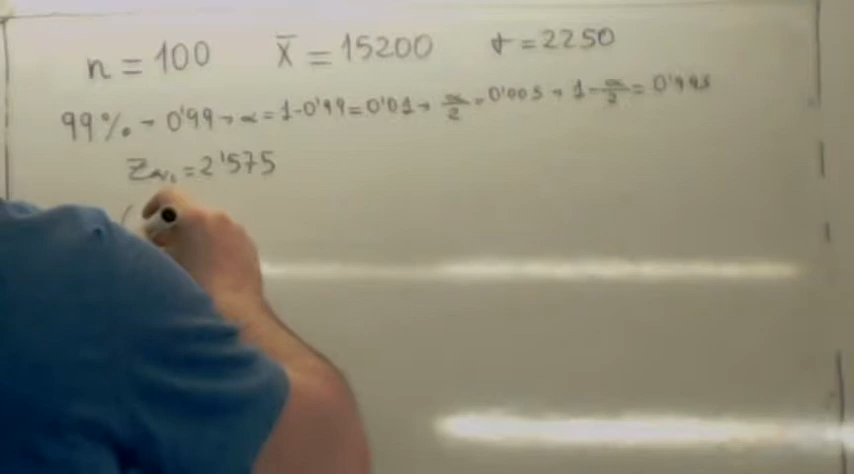 n = 100 x̄ = 15200 σ = 2250
99% → 0'99 → α = 1-0'99 = 0'01 → α/2 = 0'005 → 1-α/2 = 0'995
Zα/2 = 2'575
(